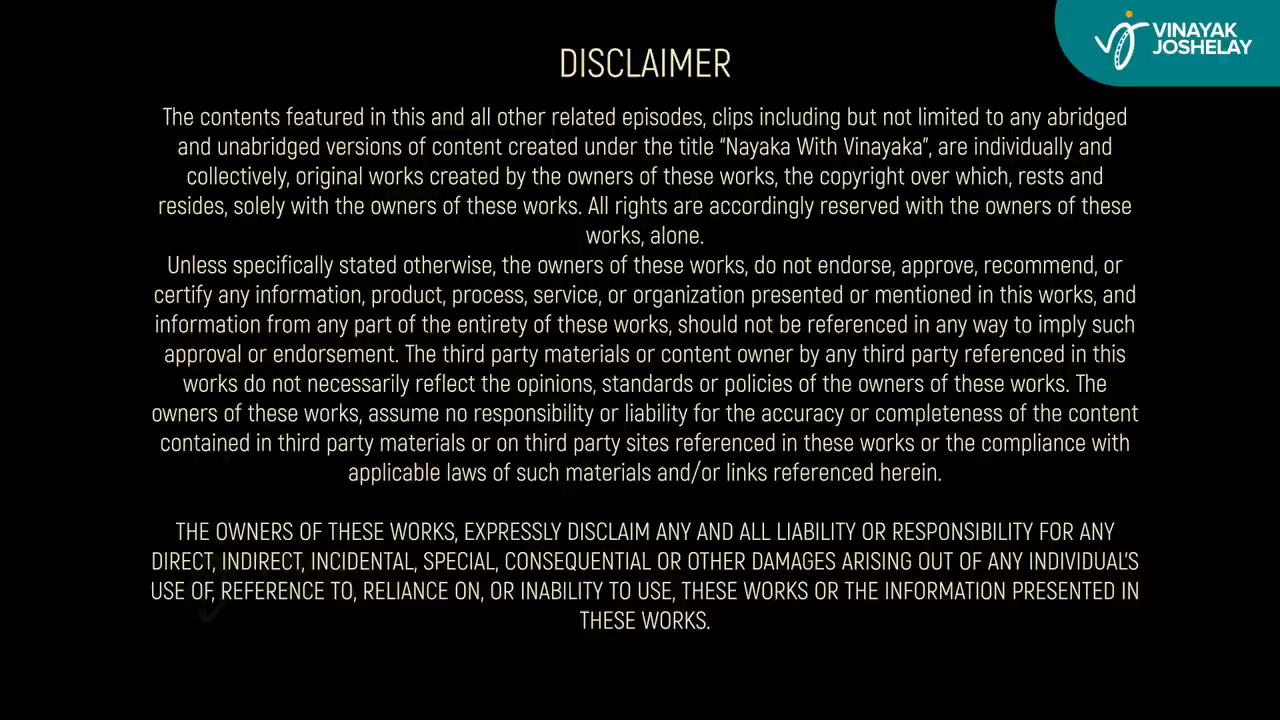 VINAYAK
JOSHELAY
DISCLAIMER
The contents featured in this and all other related episodes, clips including but not limited to any abridged
and unabridged versions of content created under the title “Nayaka With Vinayaka”, are individually and
collectively, original works created by the owners of these works, the copyright over which, rests and
resides, solely with the owners of these works. All rights are accordingly reserved with the owners of these
works, alone.
Unless specifically stated otherwise, the owners of these works, do not endorse, approve, recommend, or
certify any information, product, process, service, or organization presented or mentioned in this works, and
information from any part of the entirety of these works, should not be referenced in any way to imply such
approval or endorsement. The third party materials or content owner by any third party referenced in this
works do not necessarily reflect the opinions, standards or policies of the owners of these works. The
owners of these works, assume no responsibility or liability for the accuracy or completeness of the content
contained in third party materials or on third party sites referenced in these works or the compliance with
applicable laws of such materials and/or links referenced herein.
THE OWNERS OF THESE WORKS, EXPRESSLY DISCLAIM ANY AND ALL LIABILITY OR RESPONSIBILITY FOR ANY
DIRECT, INDIRECT, INCIDENTAL, SPECIAL, CONSEQUENTIAL OR OTHER DAMAGES ARISING OUT OF ANY INDIVIDUAL’S
USE OF, REFERENCE TO, RELIANCE ON, OR INABILITY TO USE, THESE WORKS OR THE INFORMATION PRESENTED IN
THESE WORKS.